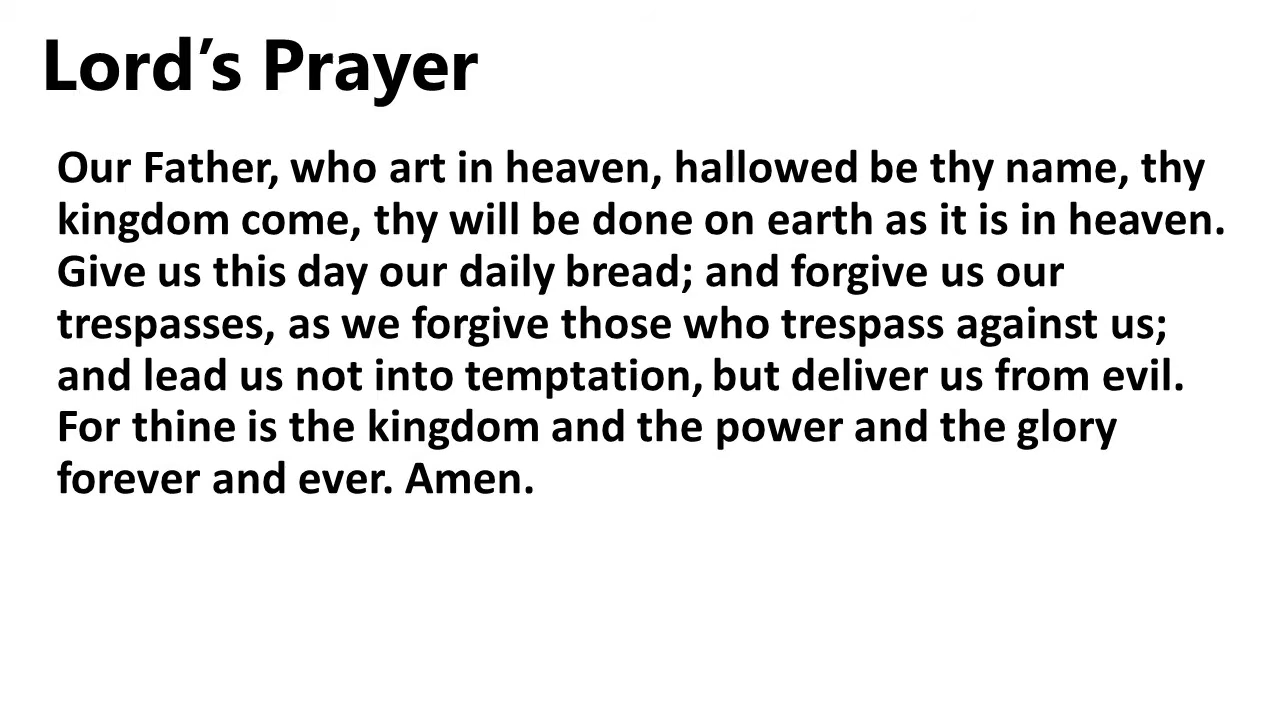 Lord’s Prayer
Our Father, who art in heaven, hallowed be thy name, thy
kingdom come, thy will be done on earth as it is in heaven.
Give us this day our daily bread; and forgive us our
trespasses, as we forgive those who trespass against us;
and lead us not into temptation, but deliver us from evil.
For thine is the kingdom and the power and the glory
forever and ever. Amen.